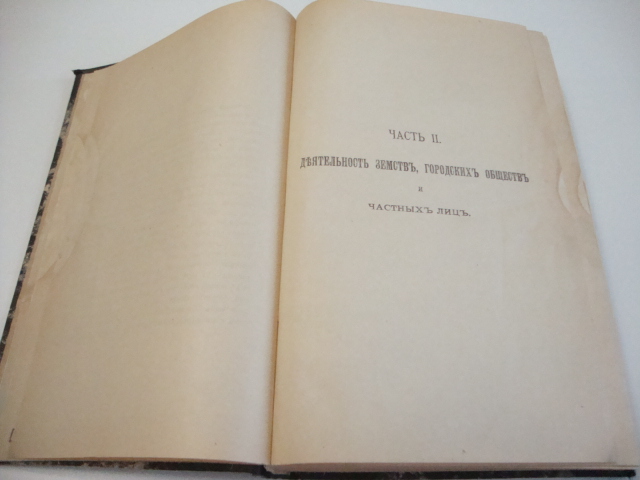 ЧАСТЬ II.
ДѢЯТЕЛЬНОСТЬ ЗЕМСТВЪ, ГОРОДСКИХЪ ОБЩЕСТВЪ
и
ЧАСТНЫХЪ ЛИЦЪ.